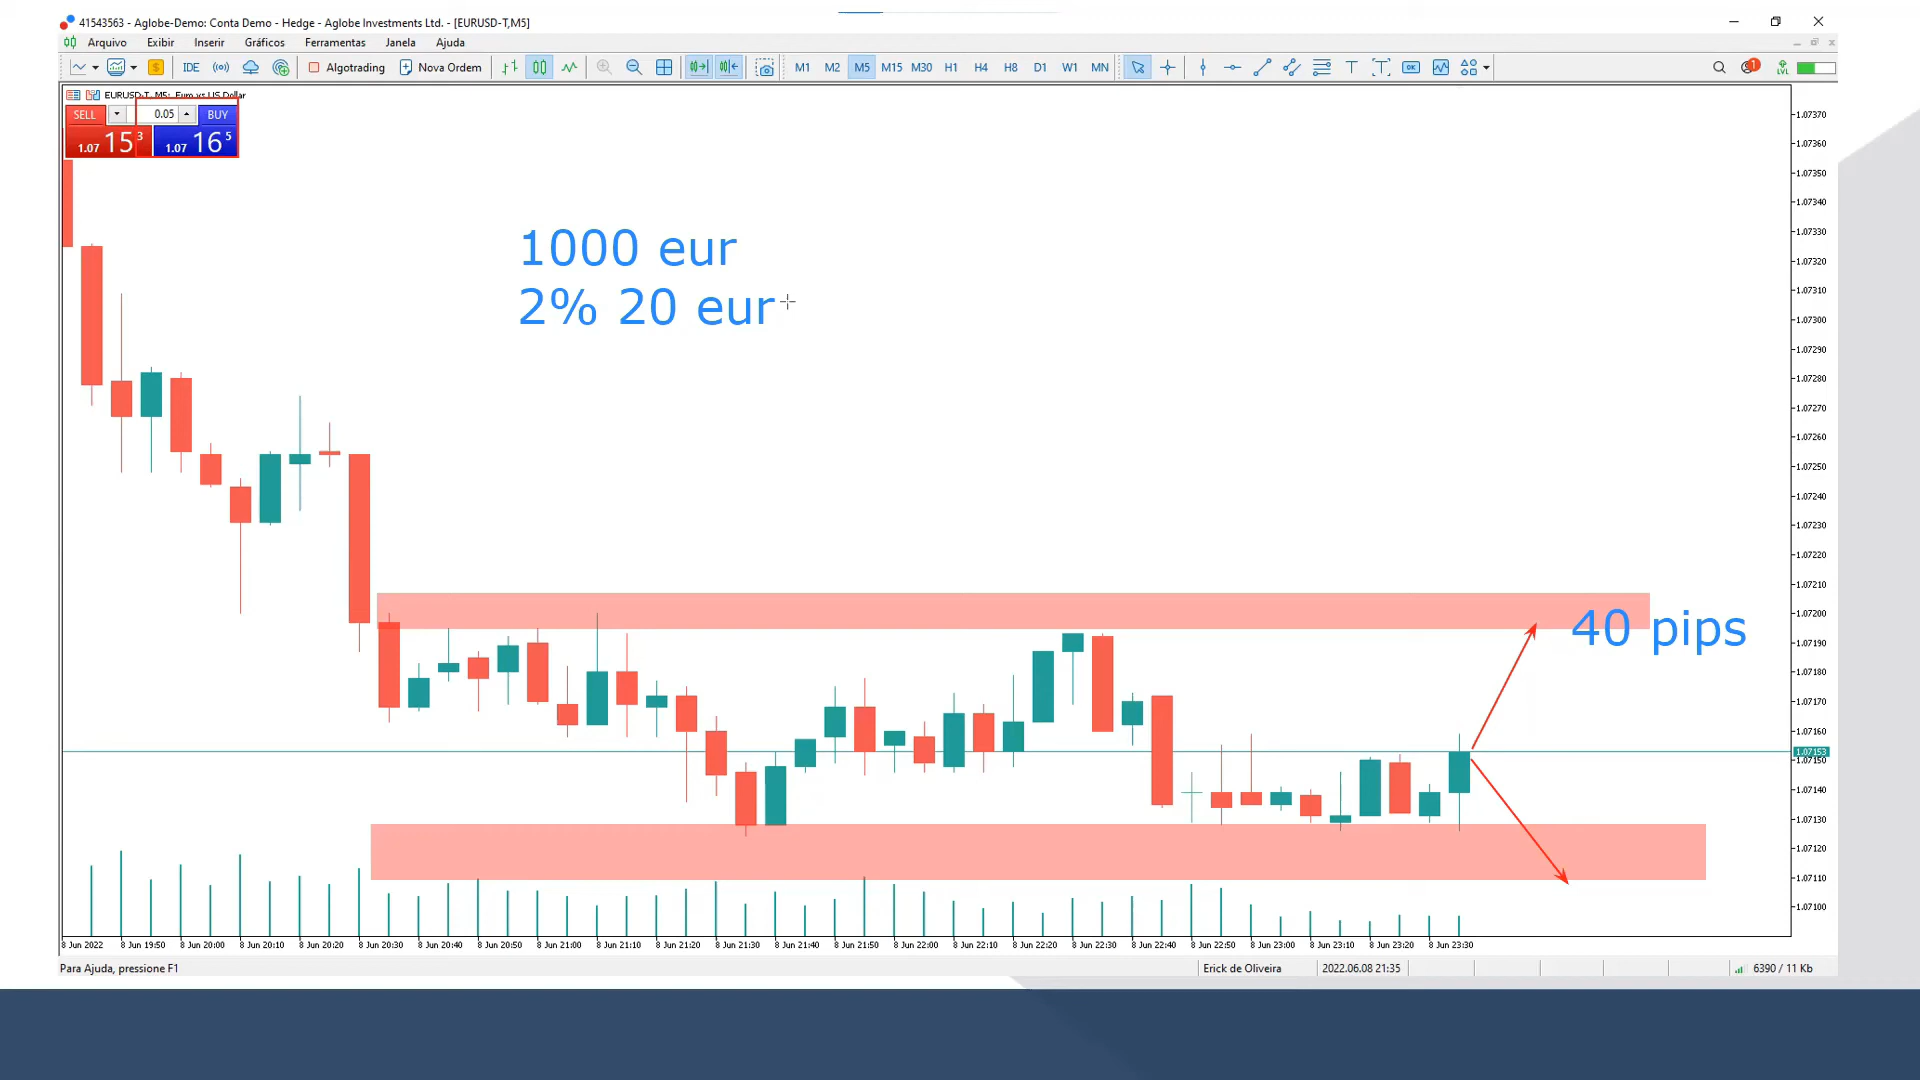 41543563 - Aglobe-Demo: Conta Demo - Hedge - Aglobe Investments Ltd. - [EURUSD-T,M5]
Arquivo Exibir Inserir Gráficos Ferramentas Janela Ajuda
IDE Algotrading Nova Ordem M1 M2 M5 M15 M30 H1 H4 H8 D1 W1 MN T T OK 1 LVL
EURUSD-T, M5: Euro vs US Dollar
SELL 0.05 BUY
1.07 15 3 1.07 16 5
1000 eur
2% 20 eur
40 pips
1.07370
1.07360
1.07350
1.07340
1.07330
1.07320
1.07310
1.07300
1.07290
1.07280
1.07270
1.07260
1.07250
1.07240
1.07230
1.07220
1.07210
1.07200
1.07190
1.07180
1.07170
1.07160
1.07153
1.07150
1.07140
1.07130
1.07120
1.07110
1.07100
8 Jun 2022 8 Jun 19:50 8 Jun 20:00 8 Jun 20:10 8 Jun 20:20 8 Jun 20:30 8 Jun 20:40 8 Jun 20:50 8 Jun 21:00 8 Jun 21:10 8 Jun 21:20 8 Jun 21:30 8 Jun 21:40 8 Jun 21:50 8 Jun 22:00 8 Jun 22:10 8 Jun 22:20 8 Jun 22:30 8 Jun 22:40 8 Jun 22:50 8 Jun 23:00 8 Jun 23:10 8 Jun 23:20 8 Jun 23:30
Para Ajuda, pressione F1 Erick de Oliveira 2022.06.08 21:35 6390 / 11 Kb